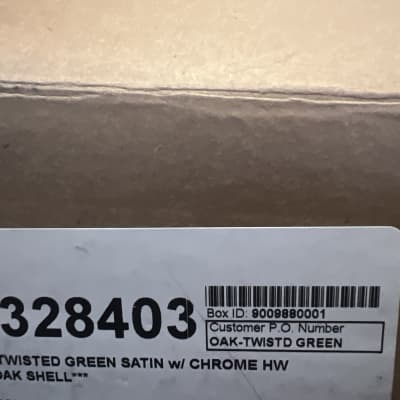 328403
Box ID: 9009880001
Customer P.O. Number
OAK-TWISTD GREEN
TWISTED GREEN SATIN w/ CHROME HW
OAK SHELL***